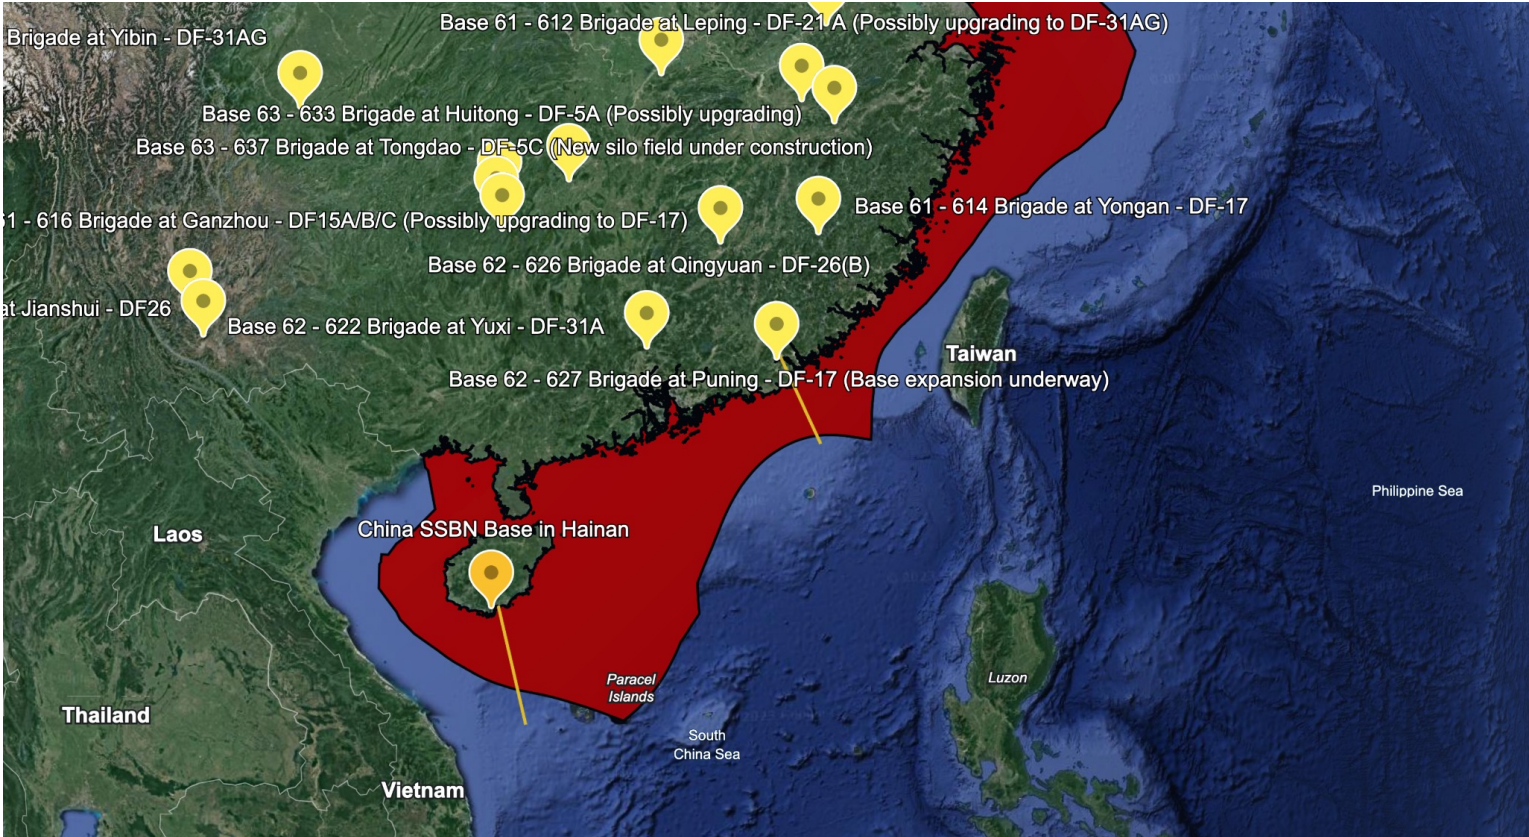 Base 61 - 612 Brigade at Leping - DF-21 A (Possibly upgrading to DF-31AG)
Brigade at Yibin - DF-31AG
Base 63 - 633 Brigade at Huitong - DF-5A (Possibly upgrading)
Base 63 - 637 Brigade at Tongdao - DF-5C (New silo field under construction)
Base 61 - 614 Brigade at Yongan - DF-17
61 - 616 Brigade at Ganzhou - DF15A/B/C (Possibly upgrading to DF-17)
Base 62 - 626 Brigade at Qingyuan - DF-26(B)
at Jianshui - DF26
Base 62 - 622 Brigade at Yuxi - DF-31A
Taiwan
Base 62 - 627 Brigade at Puning - DF-17 (Base expansion underway)
Philippine Sea
China SSBN Base in Hainan
Laos
Paracel
Islands
Luzon
Thailand
South
China Sea
Vietnam